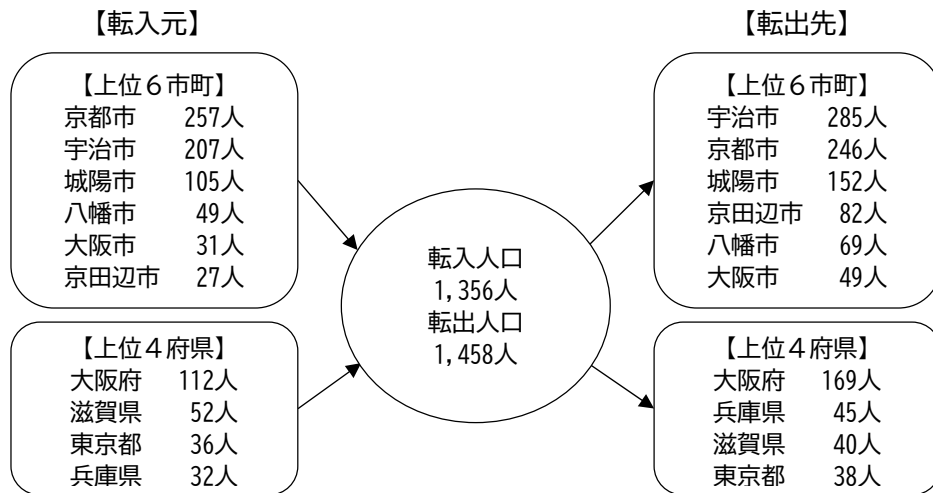 【転入元】
【上位６市町】
京都市 257人
宇治市 207人
城陽市 105人
八幡市 49人
大阪市 31人
京田辺市 27人
【上位４府県】
大阪府 112人
滋賀県 52人
東京都 36人
兵庫県 32人
転入人口
1,356人
転出人口
1,458人
【転出先】
【上位６市町】
宇治市 285人
京都市 246人
城陽市 152人
京田辺市 82人
八幡市 69人
大阪市 49人
【上位４府県】
大阪府 169人
兵庫県 45人
滋賀県 40人
東京都 38人